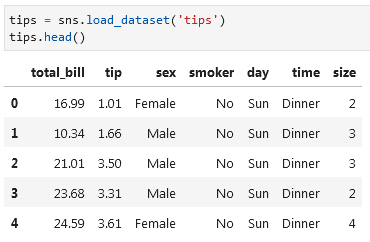 tips = sns.load_dataset('tips')
tips.head()
total_bill tip sex smoker day time size
0 16.99 1.01 Female No Sun Dinner 2
1 10.34 1.66 Male No Sun Dinner 3
2 21.01 3.50 Male No Sun Dinner 3
3 23.68 3.31 Male No Sun Dinner 2
4 24.59 3.61 Female No Sun Dinner 4